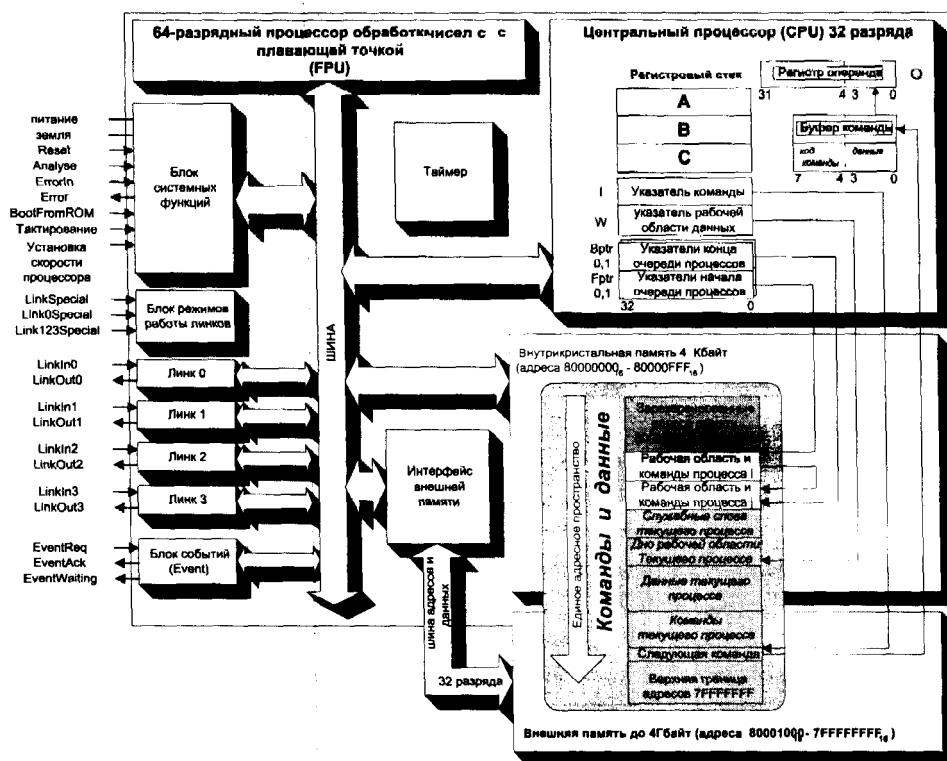 64-разрядный процессор обработкичисел с с
плавающей точкой
(FPU)
Центральный процессор (CPU) 32 разряда
Регистровый стек
Регистр операнда
O
31
4 3
0
A
B
C
Буфер команды
код
команды
данные
7
4 3
0
I
Указатель команды
W
указатель рабочей
области данных
Bptr
0,1
Указатели конца
очереди процессов
Fptr
0,1
Указатели начала
очереди процессов
32
0
питание
земля
Reset
Analyse
ErrorIn
Error
BootFromROM
Тактирование
Установка
скорости
процессора
Блок
системных
функций
Таймер
LinkSpecial
Link0Special
Link123Special
Блок режимов
работы линков
ШИНА
LinkIn0
LinkOut0
Линк 0
LinkIn1
LinkOut1
Линк 1
LinkIn2
LinkOut2
Линк 2
LinkIn3
LinkOut3
Линк 3
EventReq
EventAck
EventWaiting
Блок событий
(Event)
Интерфейс
внешней
памяти
шина адресов и
данных
32 разряда
Внутрикристальная память 4 Кбайт
(адреса 80000000₁₆ - 80000FFF₁₆)
Единое адресное пространство
Команды и данные
Рабочая область и
команды процесса
Рабочая область и
команды процесса
Служебные слова
текущего процесса
Дно рабочей области
Текущего процесса
Данные текущего
процесса
Команды
текущего процесса
Следующая команда
Верхняя граница
адресов 7FFFFFFF
Внешняя память до 4Гбайт (адреса 80001000₁₆- 7FFFFFFFF₁₆)